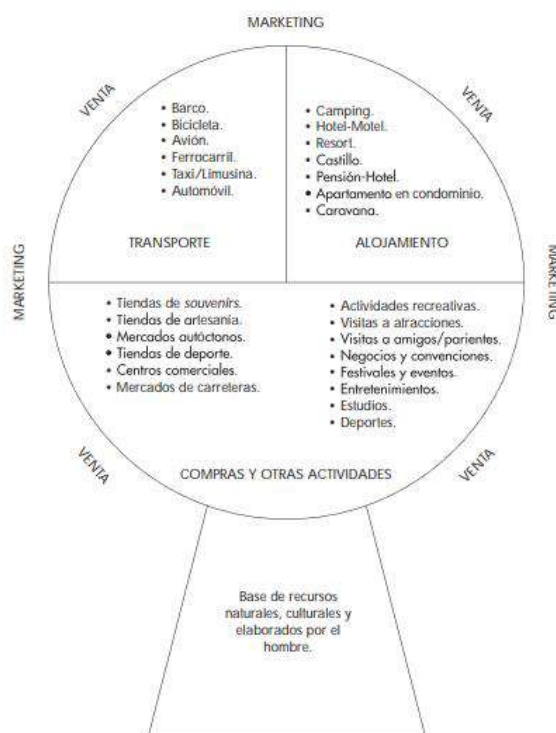 MARKETING
VENTA
VENTA
• Barco.
• Bicicleta.
• Avión.
• Ferrocarril.
• Taxi/Limusina.
• Automóvil.
TRANSPORTE
• Camping.
• Hotel-Motel.
• Resort.
• Castillo.
• Pensión-Hotel.
• Apartamento en condominio.
• Caravana.
ALOJAMIENTO
MARKETING
MARKETING
• Tiendas de souvenirs.
• Tiendas de artesanía.
• Mercados autóctonos.
• Tiendas de deporte.
• Centros comerciales.
• Mercados de carreteras.
• Actividades recreativas.
• Visitas a atracciones.
• Visitas a amigos/parientes.
• Negocios y convenciones.
• Festivales y eventos.
• Entretenimientos.
• Estudios.
• Deportes.
COMPRAS Y OTRAS ACTIVIDADES
VENTA
VENTA
Base de recursos
naturales, culturales y
elaborados por el
hombre.